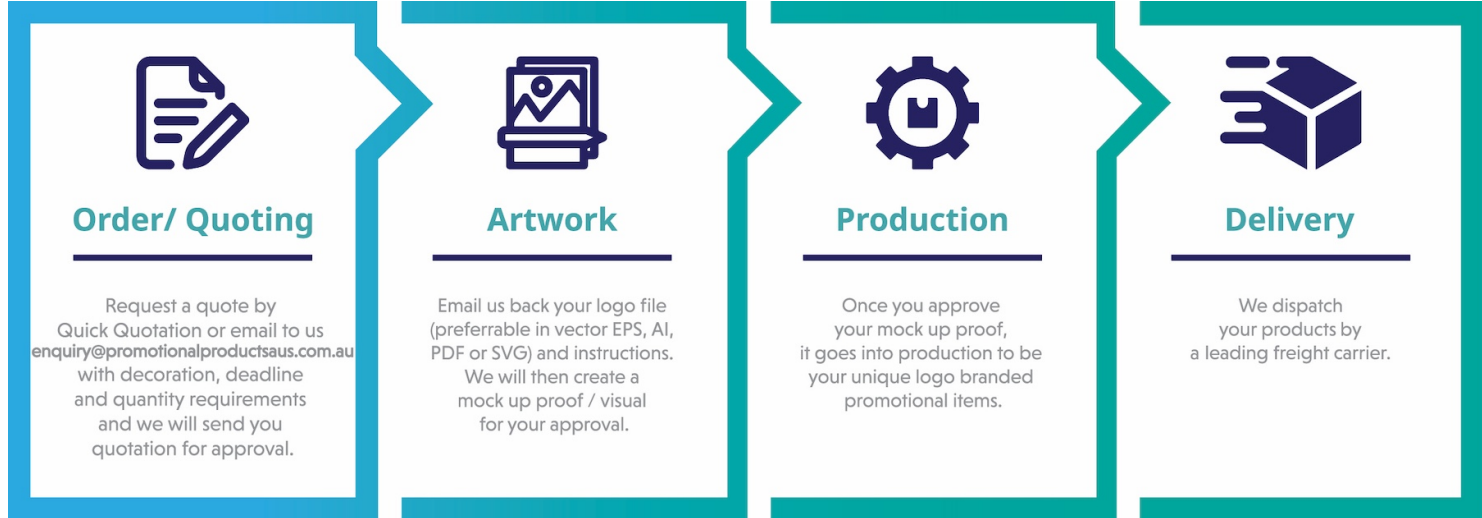 Order/ Quoting
Request a quote by
Quick Quotation or email to us
enquiry@promotionalproductsaus.com.au
with decoration, deadline
and quantity requirements
and we will send you
quotation for approval.
Artwork
Email us back your logo file
(preferrable in vector EPS, AI,
PDF or SVG) and instructions.
We will then create a
mock up proof / visual
for your approval.
Production
Once you approve
your mock up proof,
it goes into production to be
your unique logo branded
promotional items.
Delivery
We dispatch
your products by
a leading freight carrier.